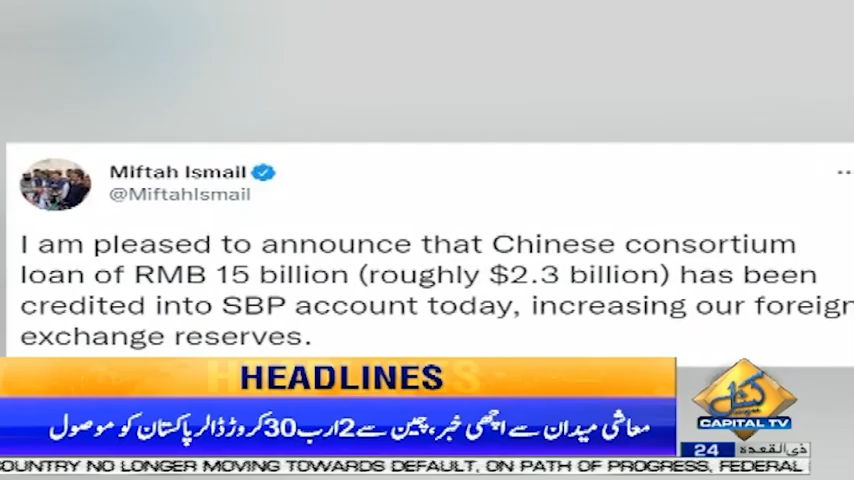 Miftah Ismail
@MiftahIsmail
I am pleased to announce that Chinese consortium
loan of RMB 15 billion (roughly $2.3 billion) has been
credited into SBP account today, increasing our foreign
exchange reserves.
HEADLINES
معاشی میدان سے اچھی خبر، چین سے 2 ارب 30 کروڑ ڈالر پاکستان کو موصول
کیپیٹل
CAPITAL TV
24 ذی القعدہ
COUNTRY NO LONGER MOVING TOWARDS DEFAULT, ON PATH OF PROGRESS, FEDERAL